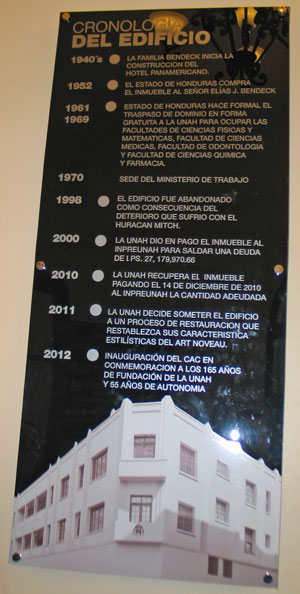 CRONOLOGÍA
DEL EDIFICIO
1940's LA FAMILIA BENDECK INICIA LA
CONSTRUCCION DEL
HOTEL PANAMERICANO.
1952 EL ESTADO DE HONDURAS COMPRA
EL INMUEBLE AL SEÑOR ELÍAS J. BENDECK
1961 ESTADO DE HONDURAS HACE FORMAL EL
1969 TRASPASO DE DOMINIO EN FORMA
GRATUITA A LA UNAH PARA OCUPAR LAS
FACULTADES DE CIENCIAS FISICAS Y
MATEMATICAS, FACULTAD DE CIENCIAS
MEDICAS, FACULTAD DE ODONTOLOGIA
Y FACULTAD DE CIENCIAS QUIMICA
Y FARMACIA.
1970 SEDE DEL MINISTERIO DE TRABAJO
1998 EL EDIFICIO FUE ABANDONADO
COMO CONSECUENCIA DEL
DETERIORO QUE SUFRIO CON EL
HURACAN MITCH.
2000 LA UNAH DIO EN PAGO EL INMUEBLE AL
INPREUNAH PARA SALDAR UNA DEUDA
DE LPS. 27, 179,970.66
2010 LA UNAH RECUPERA EL INMUEBLE
PAGANDO EL 14 DE DICIEMBRE DE 2010
AL INPREUNAH LA CANTIDAD ADEUDADA
2011 LA UNAH DECIDE SOMETER EL EDIFICIO
A UN PROCESO DE RESTAURACION QUE
RESTABLEZCA SUS CARACTERISTICA
ESTILÍSTICAS DEL ART NOVEAU.
2012 INAUGURACIÓN DEL CAC EN
CONMEMORACION A LOS 165 AÑOS
DE FUNDACIÓN DE LA UNAH
Y 55 AÑOS DE AUTONOMIA